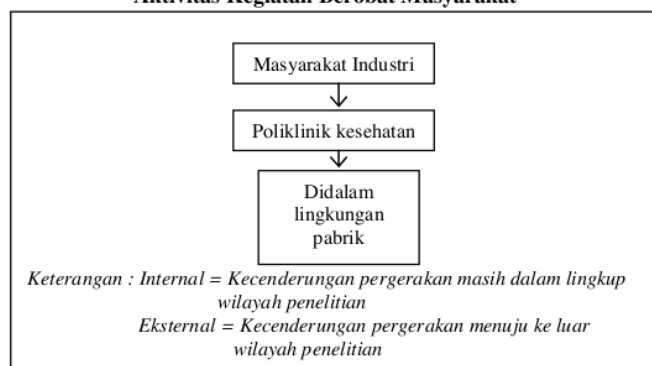 Aktivitas Kegiatan Berobat Masyarakat
Masyarakat Industri
Poliklinik kesehatan
Didalam
lingkungan
pabrik
Keterangan : Internal = Kecenderungan pergerakan masih dalam lingkup
wilayah penelitian
Eksternal = Kecenderungan pergerakan menuju ke luar
wilayah penelitian